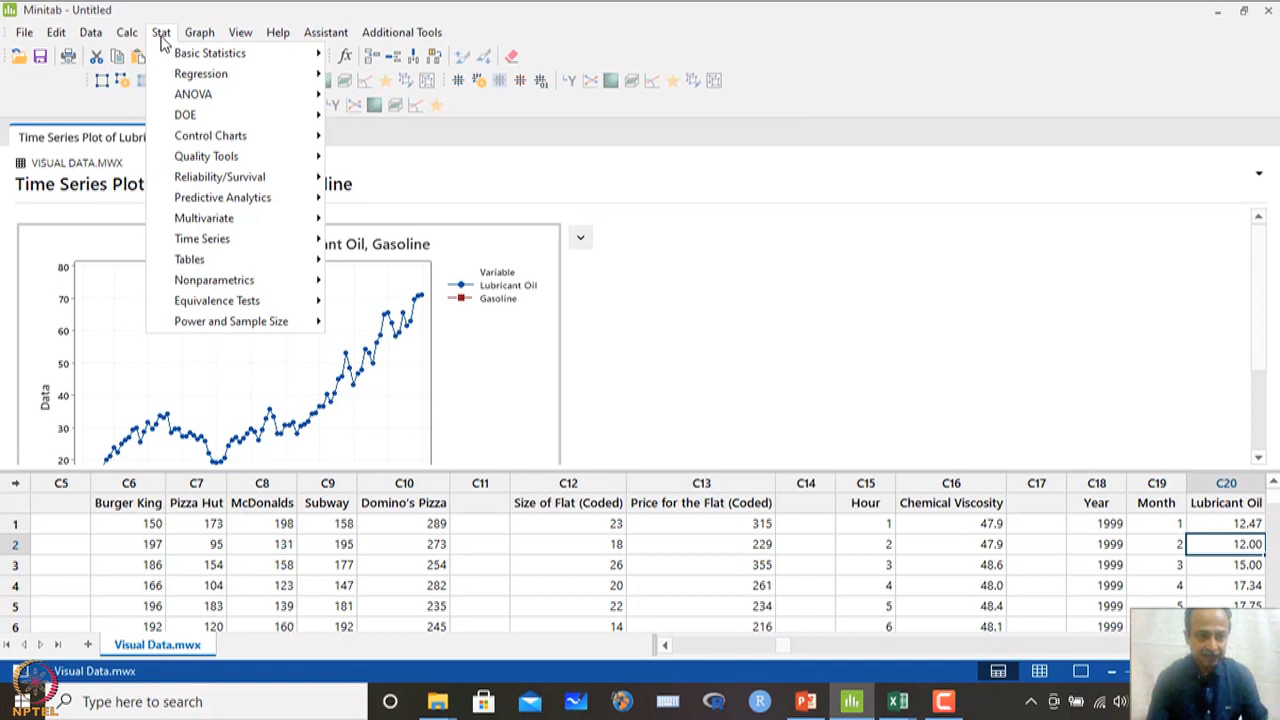 Minitab - Untitled
File Edit Data Calc Stat Graph View Help Assistant Additional Tools
Basic Statistics
Regression
ANOVA
DOE
Control Charts
Quality Tools
Reliability/Survival
Predictive Analytics
Multivariate
Time Series
Tables
Nonparametrics
Equivalence Tests
Power and Sample Size
Time Series Plot of Lubri
VISUAL DATA.MWX
Time Series Plot line
nt Oil, Gasoline
Variable
Lubricant Oil
Gasoline
80
70
60
50
40
30
20
Data
C5 C6 C7 C8 C9 C10 C11 C12 C13 C14 C15 C16 C17 C18 C19 C20
Burger King Pizza Hut McDonalds Subway Domino's Pizza Size of Flat (Coded) Price for the Flat (Coded) Hour Chemical Viscosity Year Month Lubricant Oil
1 150 173 198 158 289 23 315 1 47.9 1999 1 12.47
2 197 95 131 195 273 18 229 2 47.9 1999 2 12.00
3 186 154 158 177 254 26 355 3 48.6 1999 3 15.00
4 166 104 123 147 282 20 261 4 48.0 1999 4 17.34
5 196 183 139 181 235 22 234 5 48.4 1999 5 17.75
6 192 120 160 192 245 14 216 6 48.1 1999
Visual Data.mwx
Visual Data.mwx
Type here to search
NPTEL